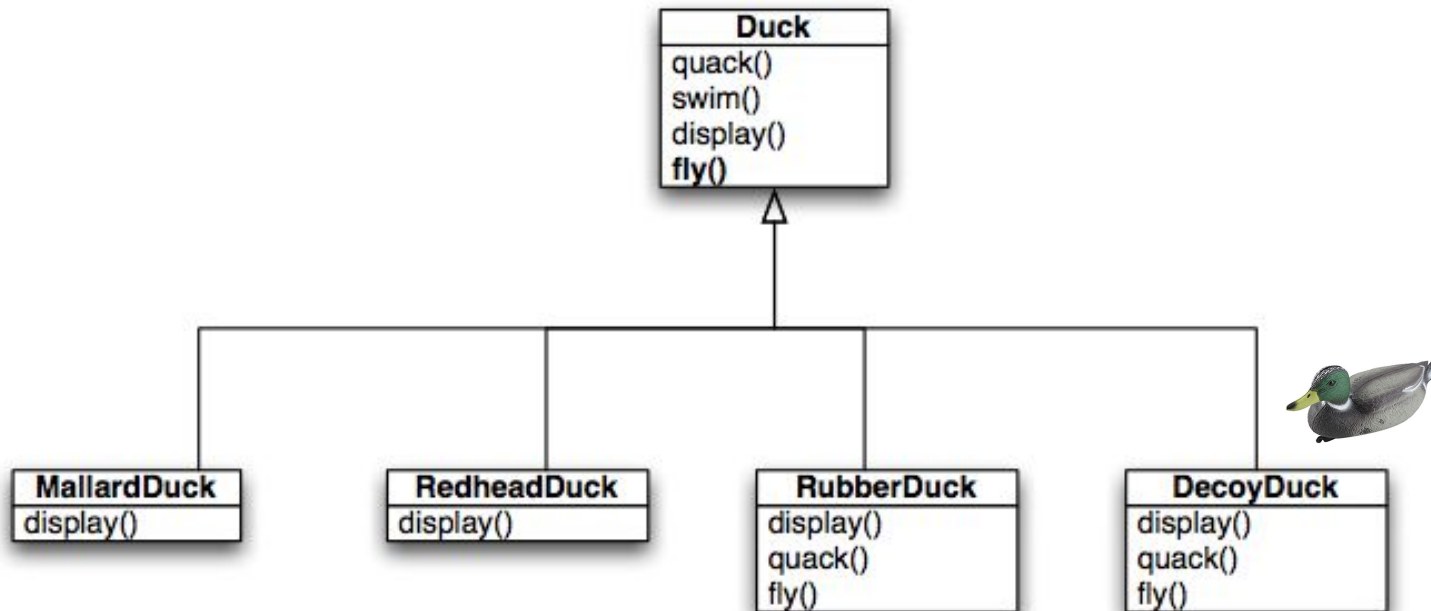 Duck
quack()
swim()
display()
fly()
MallardDuck
display()
RedheadDuck
display()
RubberDuck
display()
quack()
fly()
DecoyDuck
display()
quack()
fly()